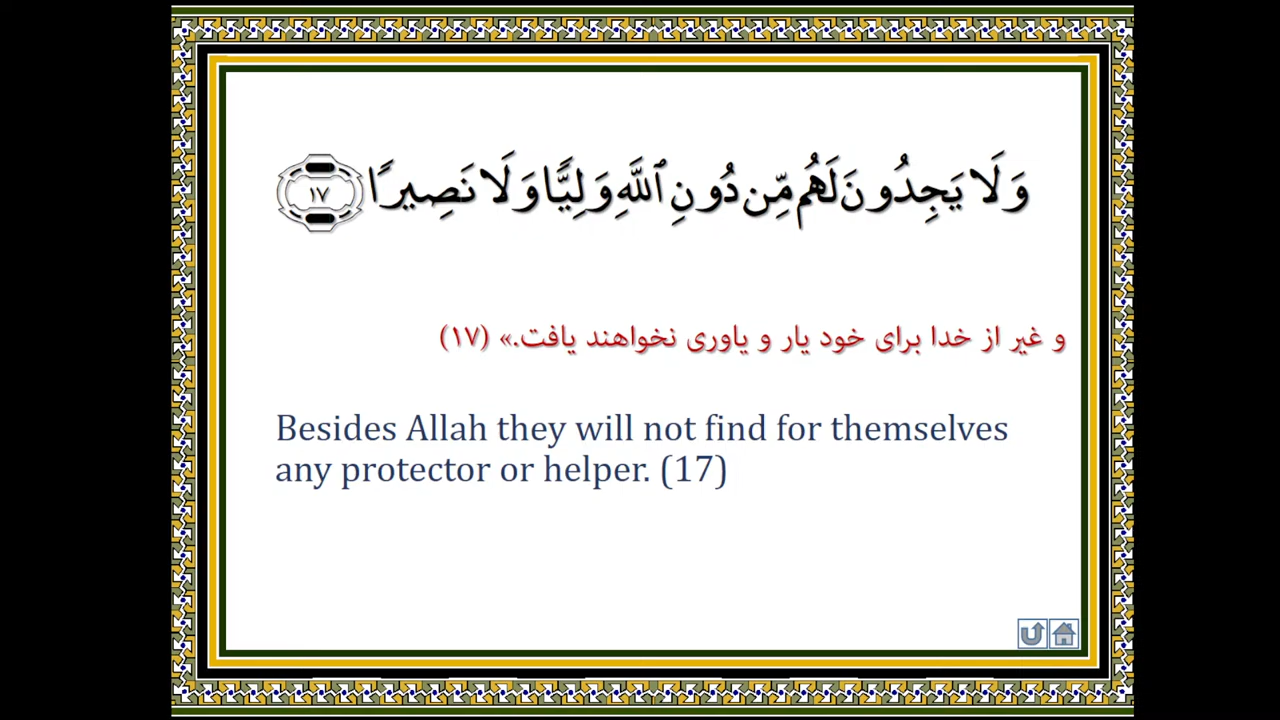 وَلَا يَجِدُونَ لَهُم مِّن دُونِ ٱللَّهِ وَلِيًّا وَلَا نَصِيرًا ١٧
و غیر از خدا برای خود یار و یاوری نخواهند یافت.» (١٧)
Besides Allah they will not find for themselves
any protector or helper. (17)